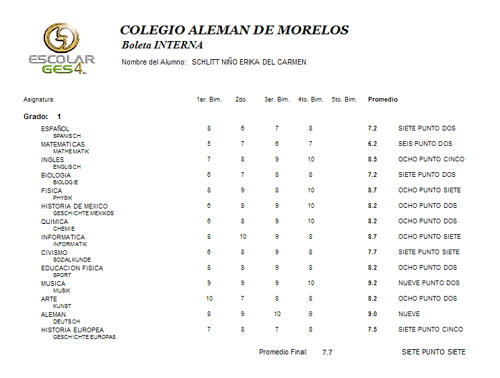 COLEGIO ALEMAN DE MORELOS
Boleta INTERNA
ESCOLAR
GES4
Nombre del Alumno: SCHLITT NIÑO ERIKA DEL CARMEN
Asignatura: 1er. Bim. 2do. 3er. Bim. 4to. Bim. 5to. Bim. Promedio
Grado: 1
ESPAÑOL 8 6 7 8 7.2 SIETE PUNTO DOS
SPANISCH
MATEMATICAS 5 7 6 7 6.2 SEIS PUNTO DOS
MATHEMATIK
INGLES 7 8 9 10 8.5 OCHO PUNTO CINCO
ENGLISCH
BIOLOGIA 6 7 8 8 7.2 SIETE PUNTO DOS
BIOLOGIE
FISICA 8 9 8 10 8.7 OCHO PUNTO SIETE
PHYSIK
HISTORIA DE MEXICO 6 8 9 10 8.2 OCHO PUNTO DOS
GESCHICHTE MEXIKOS
QUIMICA 6 8 9 10 8.2 OCHO PUNTO DOS
CHEMIE
INFORMATICA 8 10 9 8 8.7 OCHO PUNTO SIETE
INFORMATIK
CIVISMO 6 8 9 8 7.7 SIETE PUNTO SIETE
SOZIALKUNDE
EDUCACION FISICA 8 8 9 8 8.2 OCHO PUNTO DOS
SPORT
MUSICA 9 9 9 10 9.2 NUEVE PUNTO DOS
MUSIK
ARTE 10 7 8 8 8.2 OCHO PUNTO DOS
KUNST
ALEMAN 8 9 10 9 9.0 NUEVE
DEUTSCH
HISTORIA EUROPEA 7 8 7 8 7.5 SIETE PUNTO CINCO
GESCHICHTE EUROPAS
Promedio Final: 7.7 SIETE PUNTO SIETE